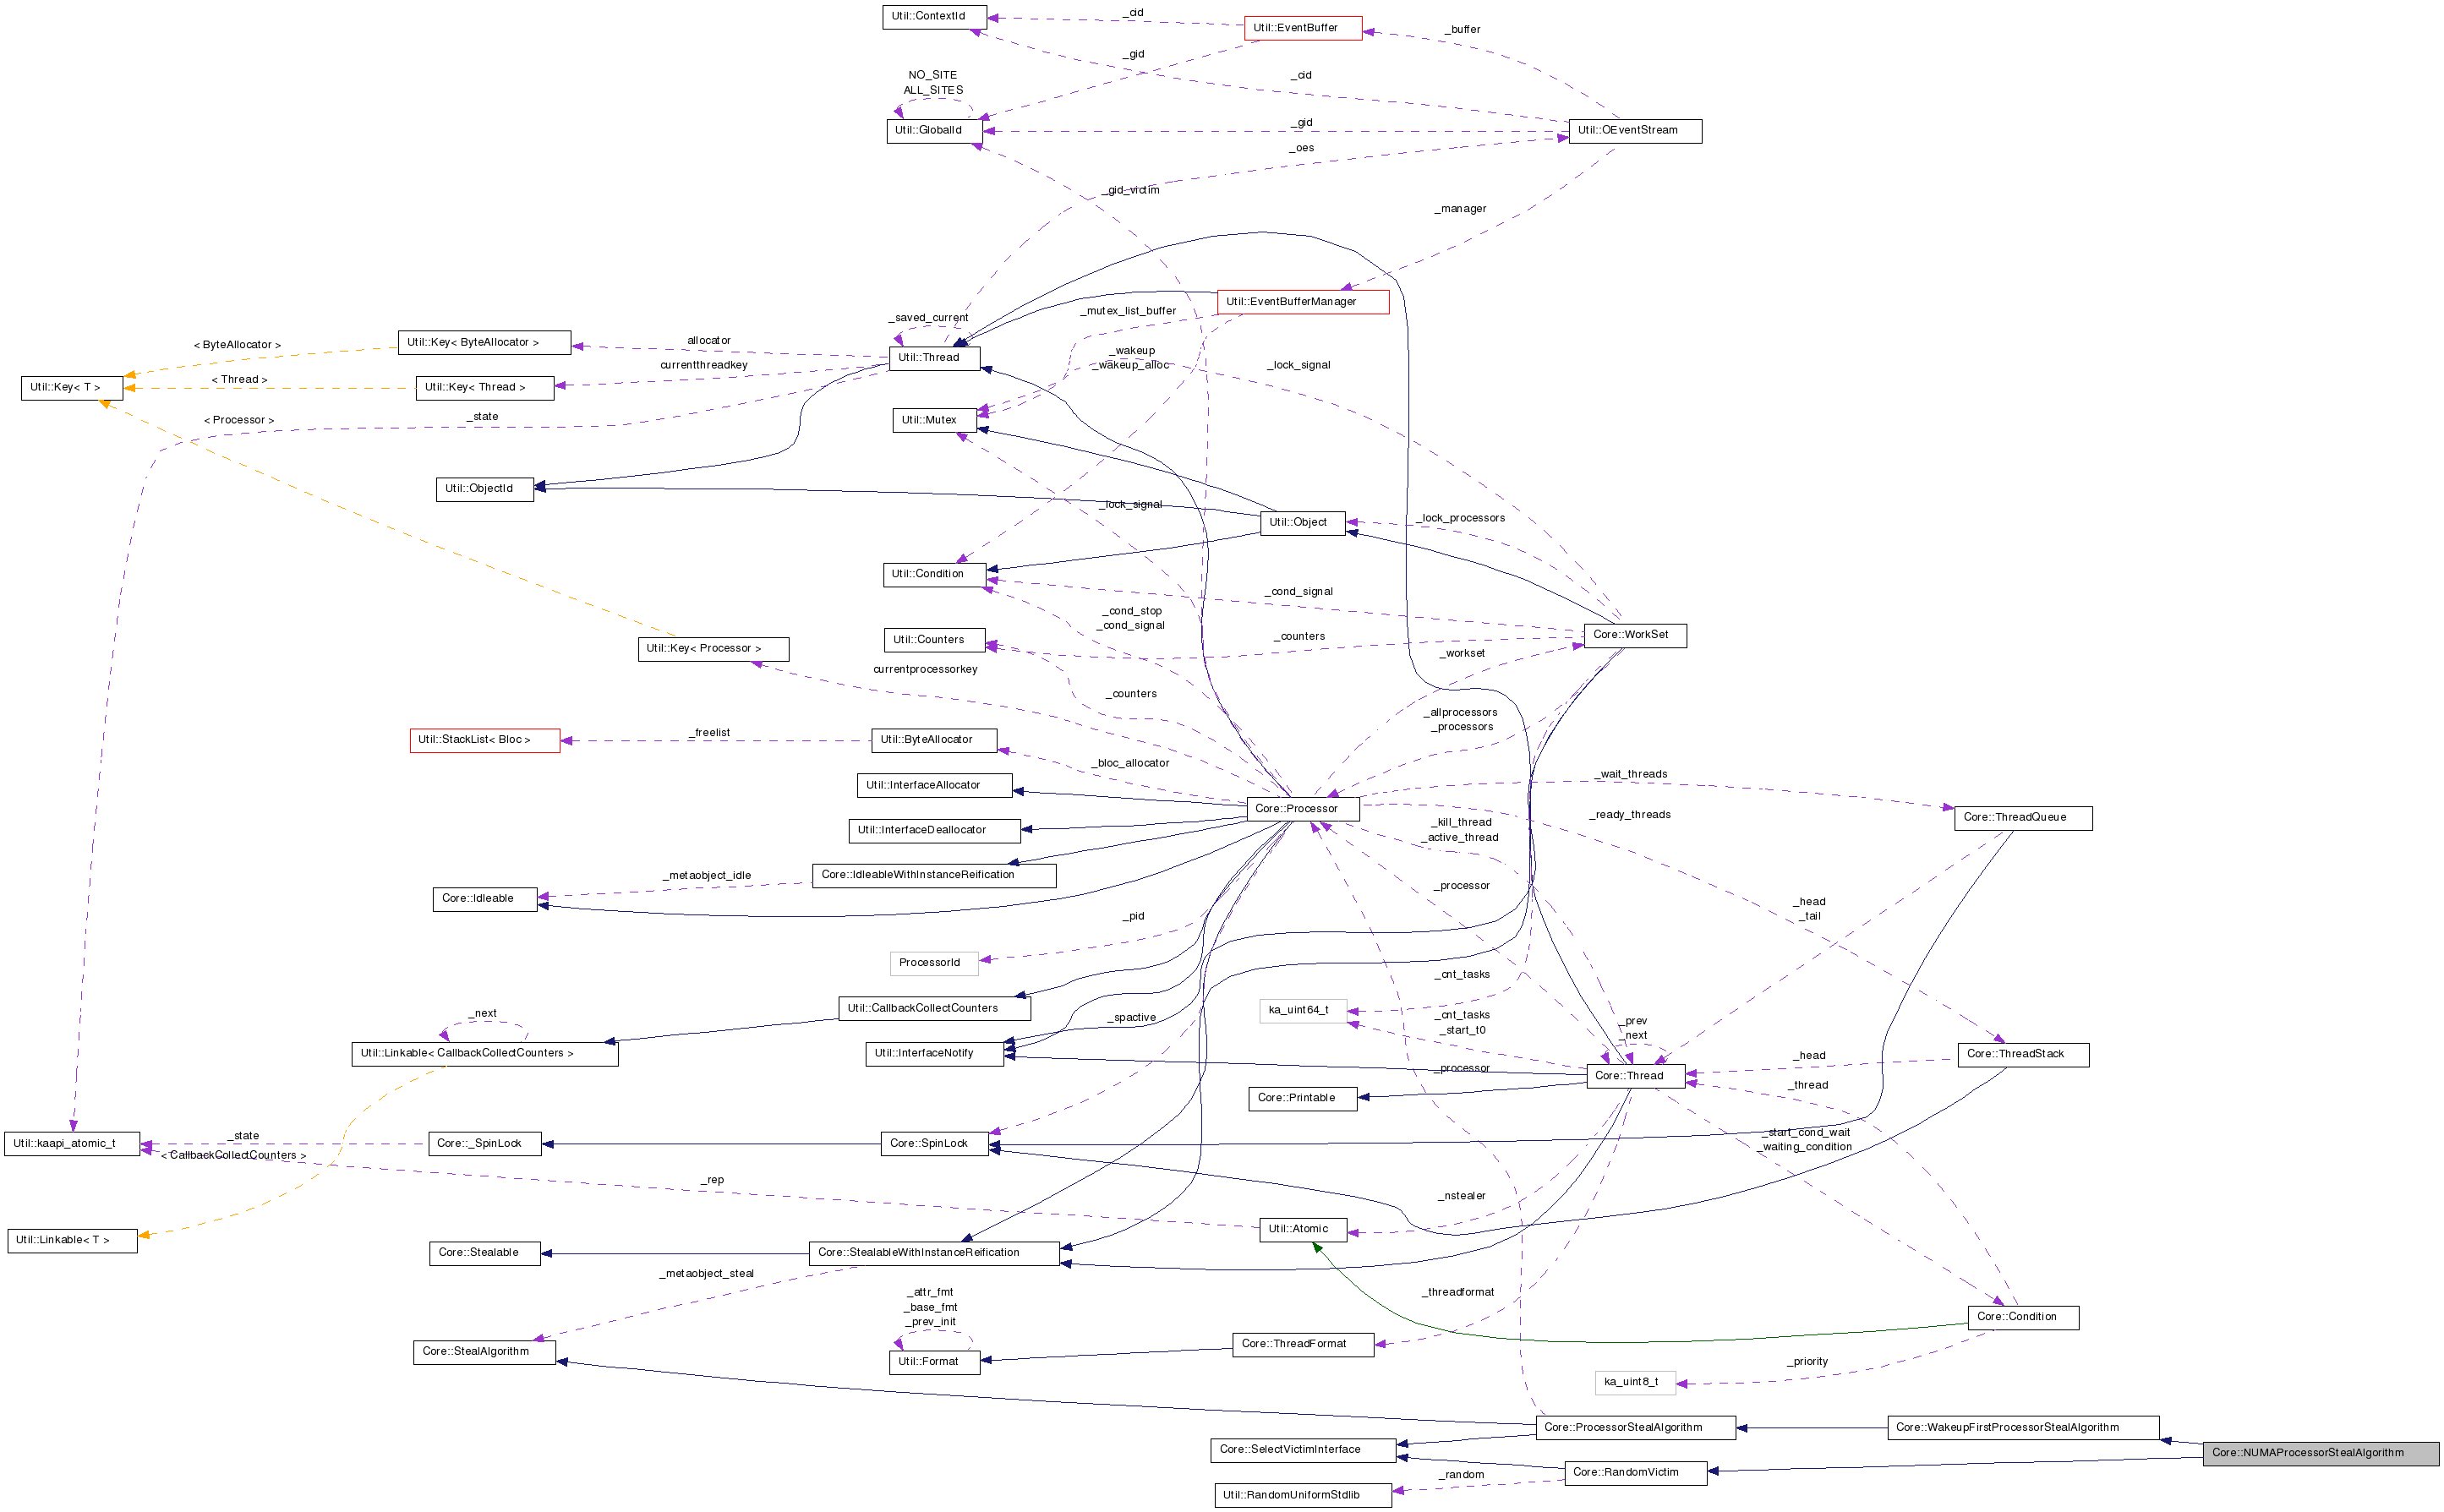 Util::ContextId
_cid
Util::EventBuffer
_buffer
_gid
_cid
NO_SITE
ALL_SITES
Util::GlobalId
_gid
Util::OEventStream
_oes
_gid_victim
_manager
Util::EventBufferManager
_saved_current
_mutex_list_buffer
Util::Key< ByteAllocator >
< ByteAllocator >
allocator
Util::Thread
_wakeup
_wakeup_alloc
_lock_signal
currentthreadkey
Util::Key< T >
< Thread >
Util::Key< Thread >
< Processor >
_state
Util::Mutex
Util::ObjectId
_lock_signal
Util::Object
_lock_processors
Util::Condition
_cond_signal
_cond_stop
_cond_signal
Util::Counters
_counters
Core::WorkSet
Util::Key< Processor >
currentprocessorkey
_workset
_counters
_allprocessors
_processors
Util::StackList< Bloc >
_freelist
Util::ByteAllocator
_bloc_allocator
_wait_threads
Util::InterfaceAllocator
Core::Processor
_ready_threads
Core::ThreadQueue
Util::InterfaceDeallocator
_kill_thread
_active_thread
_metaobject_idle
Core::IdleableWithInstanceReification
_processor
Core::Idleable
_head
_tail
_pid
ProcessorId
_cnt_tasks
Util::CallbackCollectCounters
ka_uint64_t
_next
_spactive
_cnt_tasks
_start_t0
_prev
_next
Util::Linkable< CallbackCollectCounters >
Util::InterfaceNotify
_head
Core::ThreadStack
_processor
Core::Thread
_thread
Core::Printable
Util::kaapi_atomic_t
_state
Core::_SpinLock
Core::SpinLock
_start_cond_wait
_waiting_condition
< CallbackCollectCounters >
_rep
_nstealer
Util::Atomic
Util::Linkable< T >
Core::Stealable
Core::StealableWithInstanceReification
_metaobject_steal
_attr_fmt
_base_fmt
_prev_init
_threadformat
Core::Condition
Core::StealAlgorithm
Util::Format
Core::ThreadFormat
_priority
ka_uint8_t
Core::ProcessorStealAlgorithm
Core::WakeupFirstProcessorStealAlgorithm
Core::SelectVictimInterface
Core::NUMAProcessorStealAlgorithm
_random
Core::RandomVictim
Util::RandomUniformStdlib